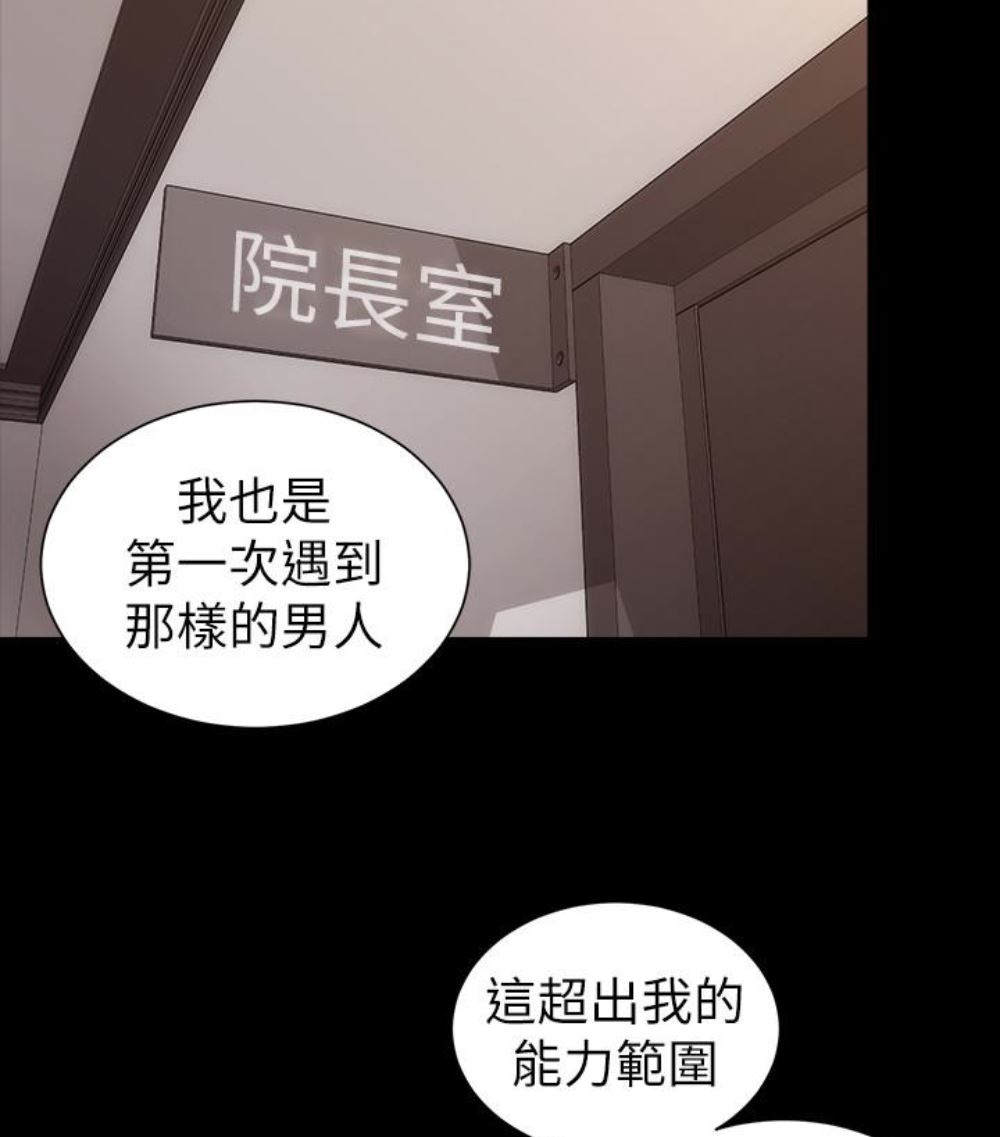 院長室
我也是
第一次遇到
那樣的男人
這超出我的
能力範圍